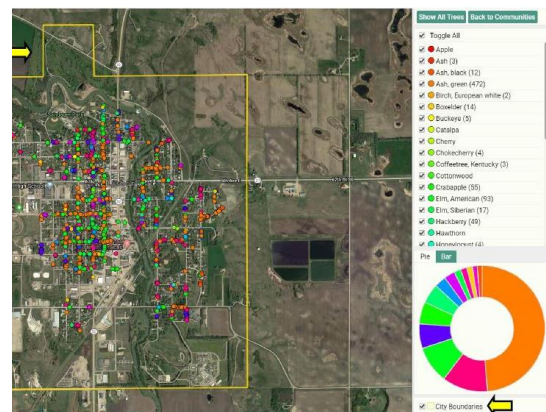 Show All Trees Back to Communities
Toggle All
Apple
Ash (3)
Ash, black (12)
Ash, green (472)
Birch, European white (2)
Boxelder (14)
Buckeye (5)
Catalpa
Cherry
Chokecherry (4)
Coffeetree, Kentucky (3)
Cottonwood
Crabapple (55)
Elm, American (93)
Elm, Siberian (17)
Hackberry (49)
Hawthorn
Honeylocust (4)
Pie Bar
City Boundaries